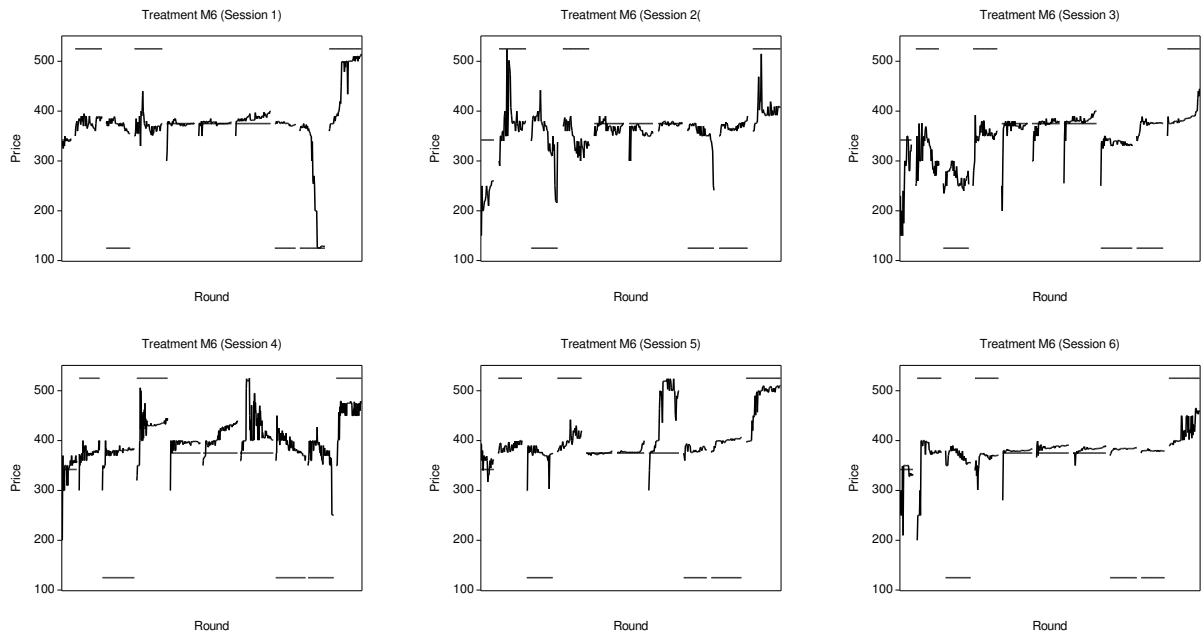 Treatment M6 (Session 1)
Price
500
400
300
200
100
Round
Treatment M6 (Session 2(
Price
500
400
300
200
100
Round
Treatment M6 (Session 3)
Price
500
400
300
200
100
Round
Treatment M6 (Session 4)
Price
500
400
300
200
100
Round
Treatment M6 (Session 5)
Price
500
400
300
200
100
Round
Treatment M6 (Session 6)
Price
500
400
300
200
100
Round